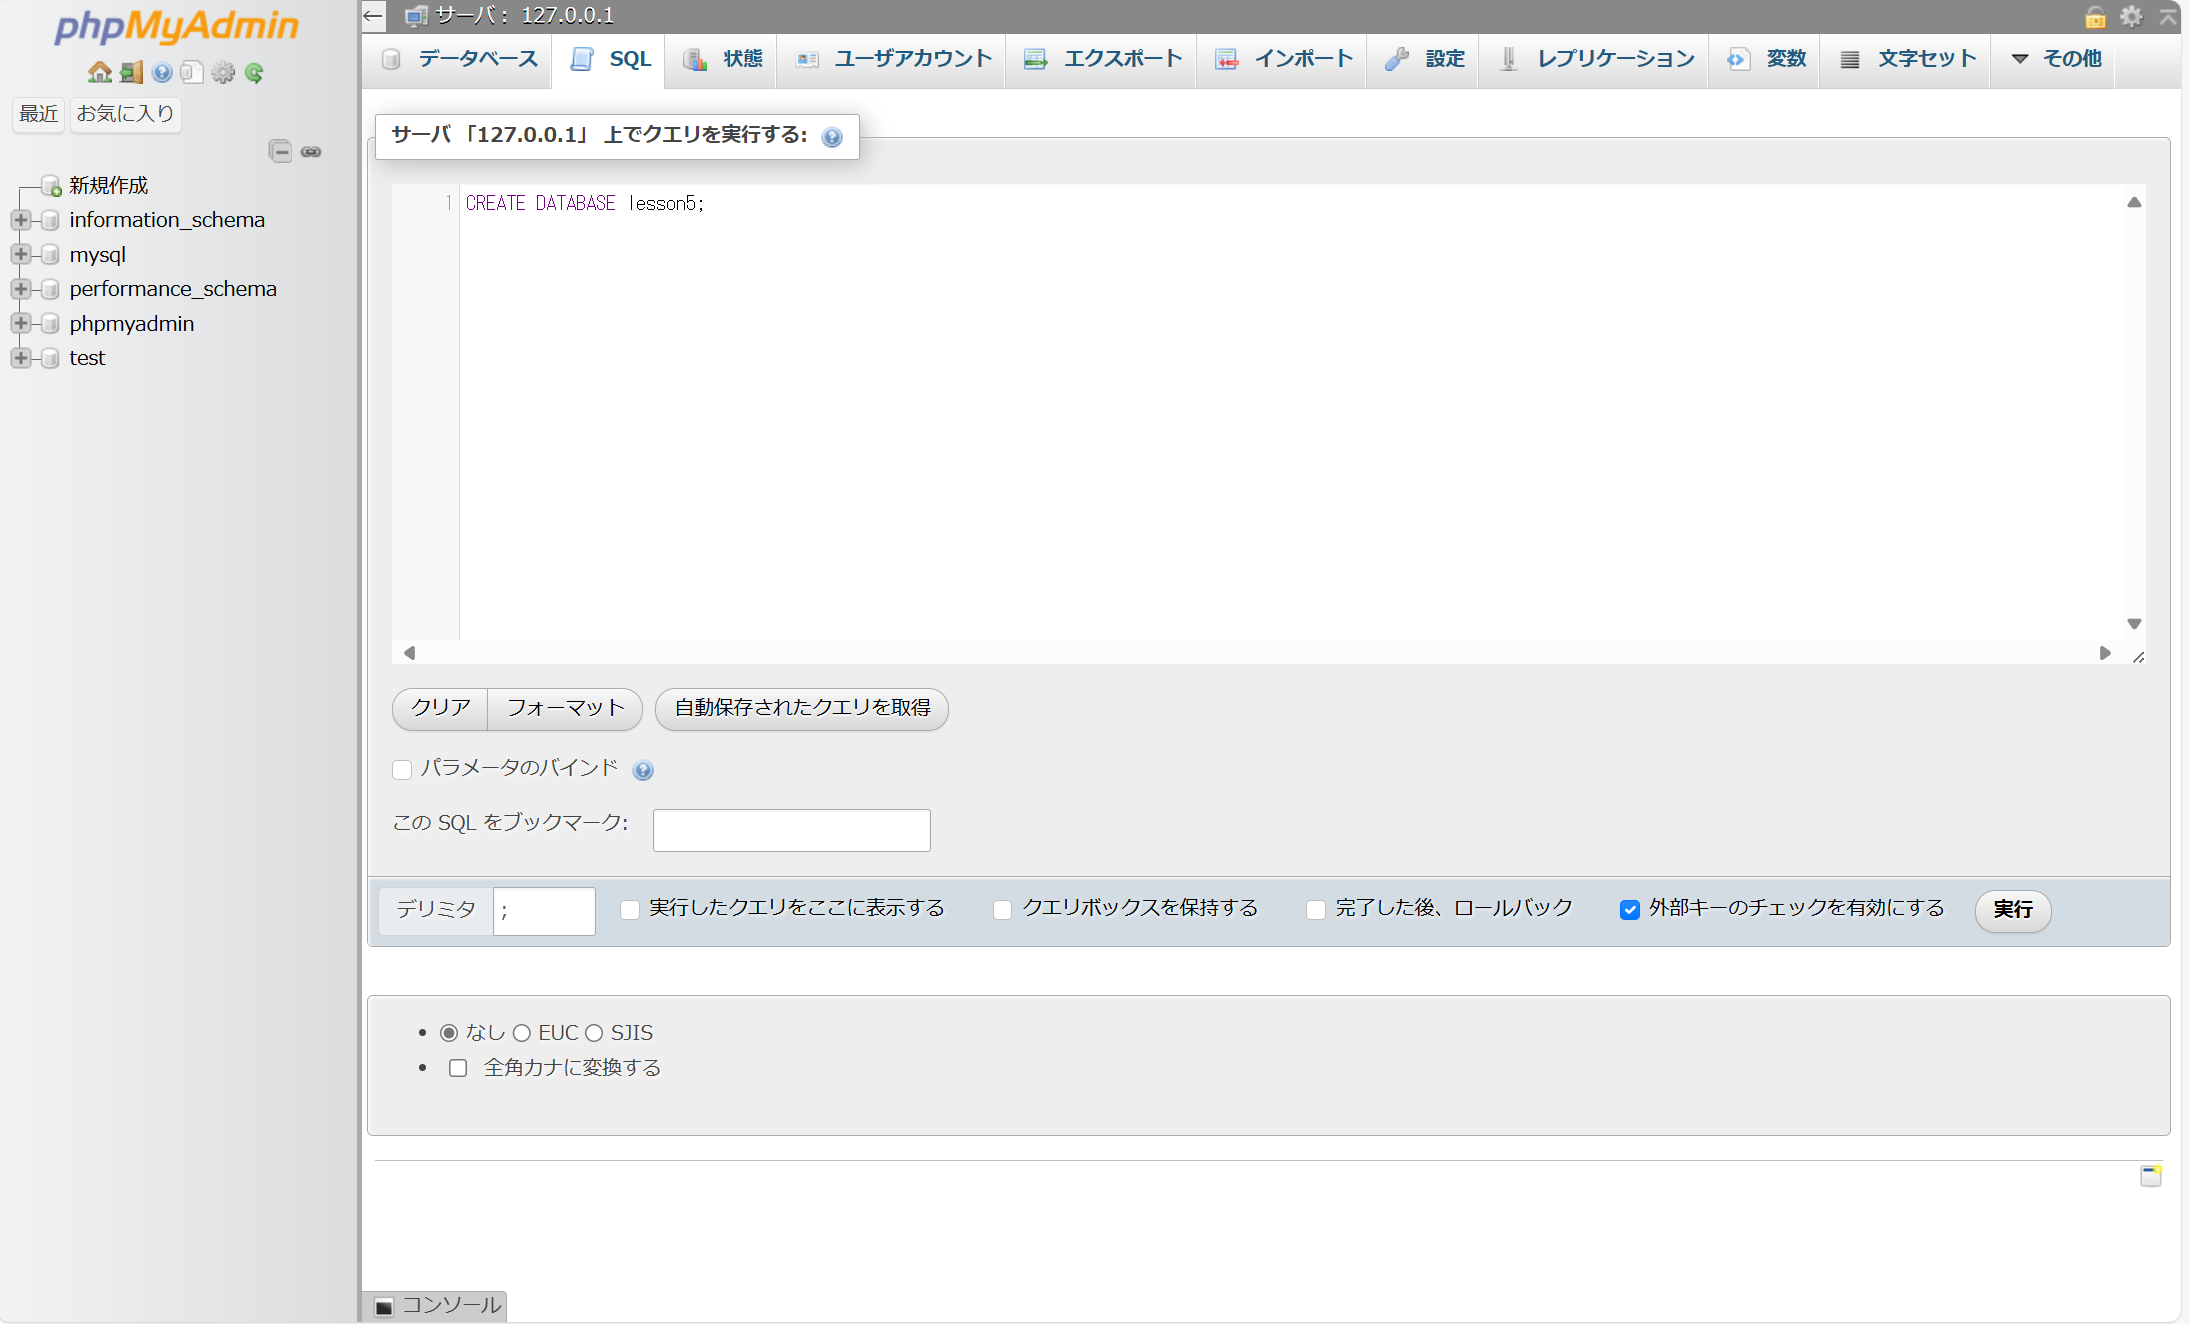 phpMyAdmin
最近 お気に入り
新規作成
information_schema
mysql
performance_schema
phpmyadmin
test
サーバ： 127.0.0.1
データベース SQL 状態 ユーザアカウント エクスポート インポート 設定 レプリケーション 変数 文字セット その他
サーバ 「127.0.0.1」 上でクエリを実行する:
1 CREATE DATABASE lesson5;
クリア フォーマット 自動保存されたクエリを取得
パラメータのバインド
この SQL をブックマーク:
デリミタ ; 実行したクエリをここに表示する クエリボックスを保持する 完了した後、ロールバック 外部キーのチェックを有効にする 実行
なし EUC SJIS
全角カナに変換する
コンソール